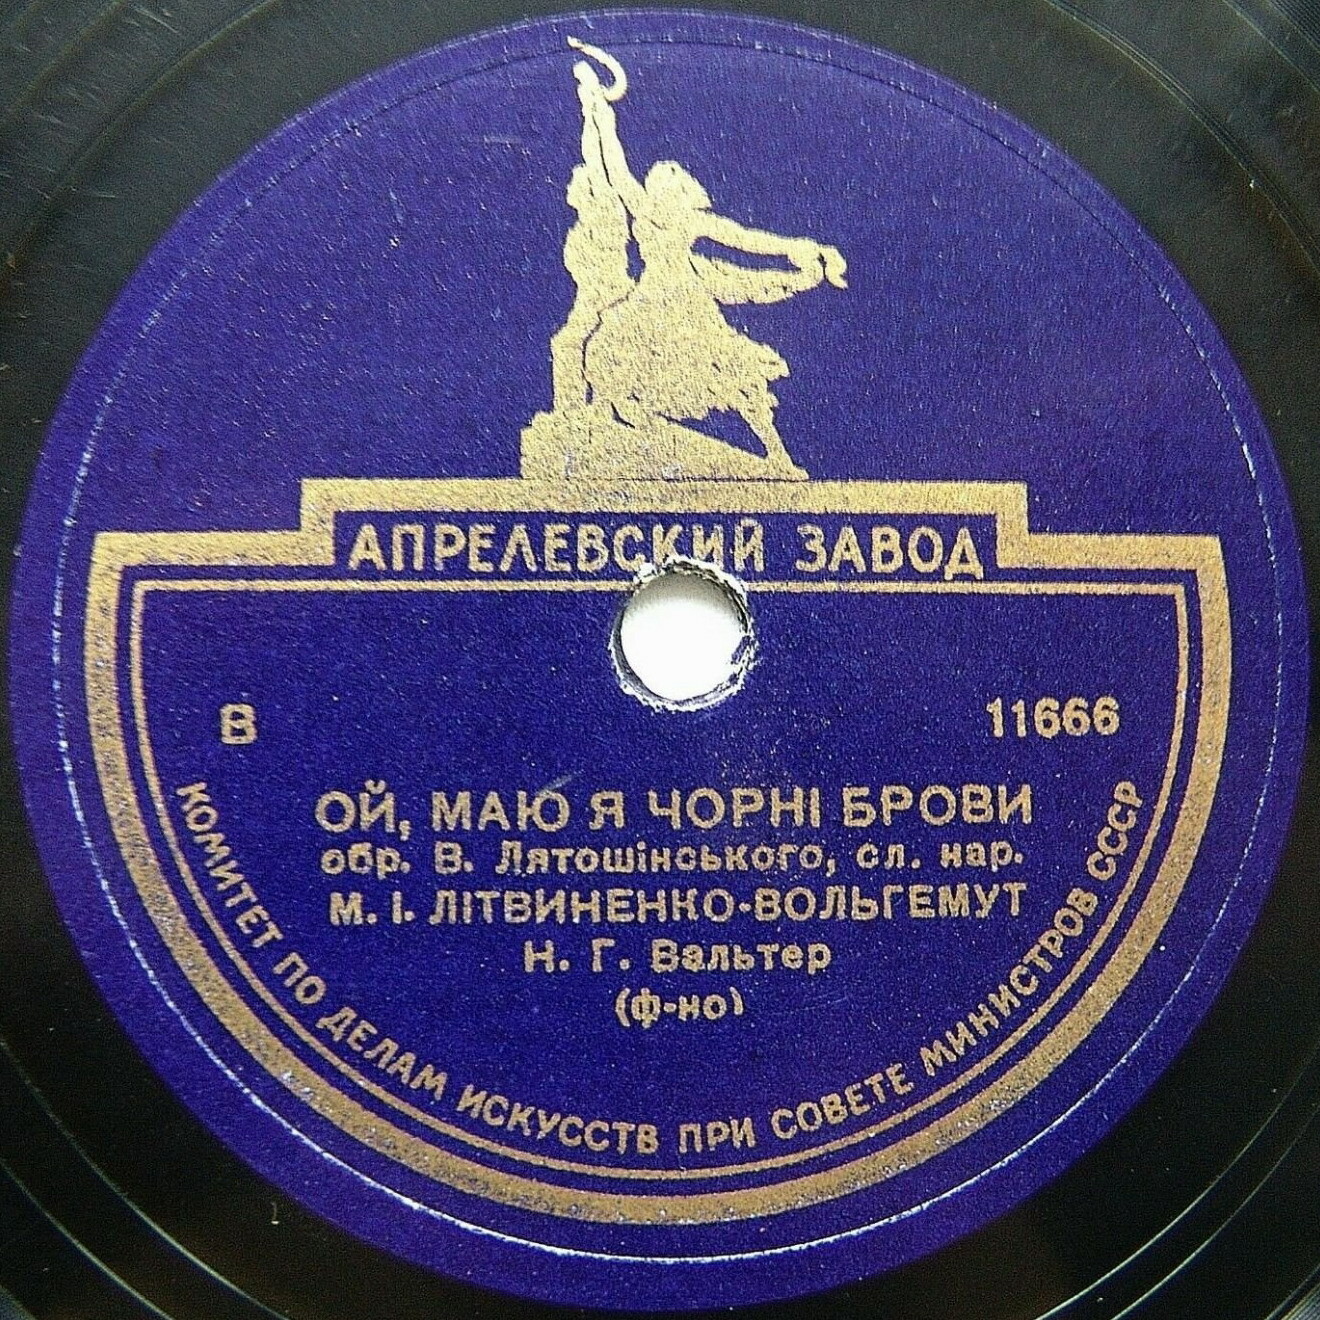 АПРЕЛЕВСКИЙ ЗАВОД
В 11666
ОЙ, МАЮ Я ЧОРНІ БРОВИ
обр. В. Лятошінського, сл. нар.
М. І. ЛІТВИНЕНКО-ВОЛЬГЕМУТ
Н. Г. Вальтер
(ф-но)
КОМИТЕТ ПО ДЕЛАМ ИСКУССТВ ПРИ СОВЕТЕ МИНИСТРОВ СССР